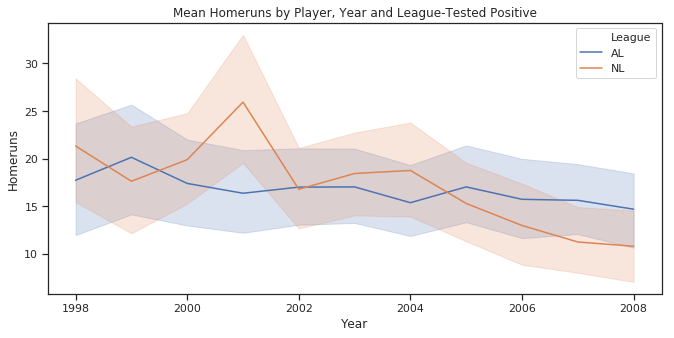 Mean Homeruns by Player, Year and League-Tested Positive
League
AL
NL
Homeruns
30
25
20
15
10
1998
2000
2002
2004
2006
2008
Year